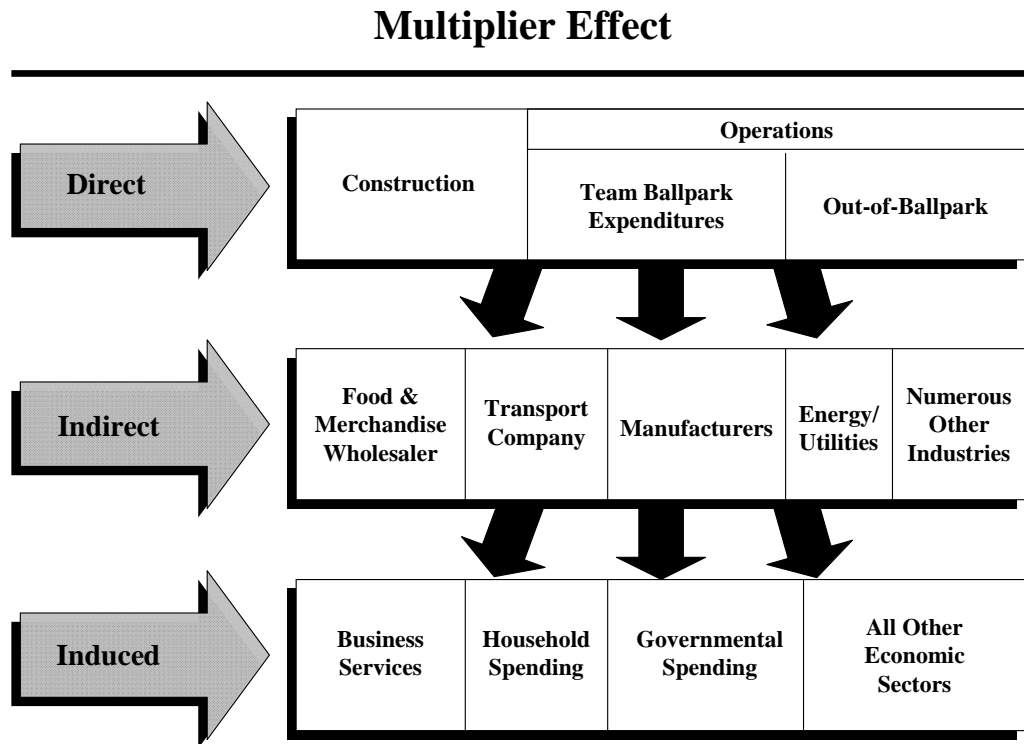 Multiplier Effect
Direct
Construction
Operations
Team Ballpark
Expenditures
Out-of-Ballpark
Indirect
Food &
Merchandise
Wholesaler
Transport
Company
Manufacturers
Energy/
Utilities
Numerous
Other
Industries
Induced
Business
Services
Household
Spending
Governmental
Spending
All Other
Economic
Sectors